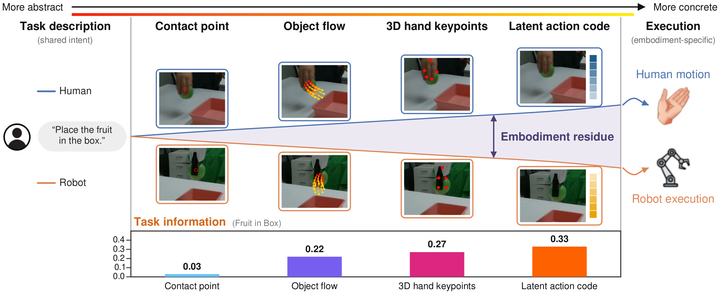 More abstract
More concrete
Task description
(shared intent)
Contact point
Object flow
3D hand keypoints
Latent action code
Execution
(embodiment-specific)
Human
Human motion
"Place the fruit
in the box."
Embodiment residue
Robot
Robot execution
Task information (Fruit in Box)
0.4
0.3
0.2
0.1
0.0
0.03
0.22
0.27
0.33
Contact point
Object flow
3D hand keypoints
Latent action code